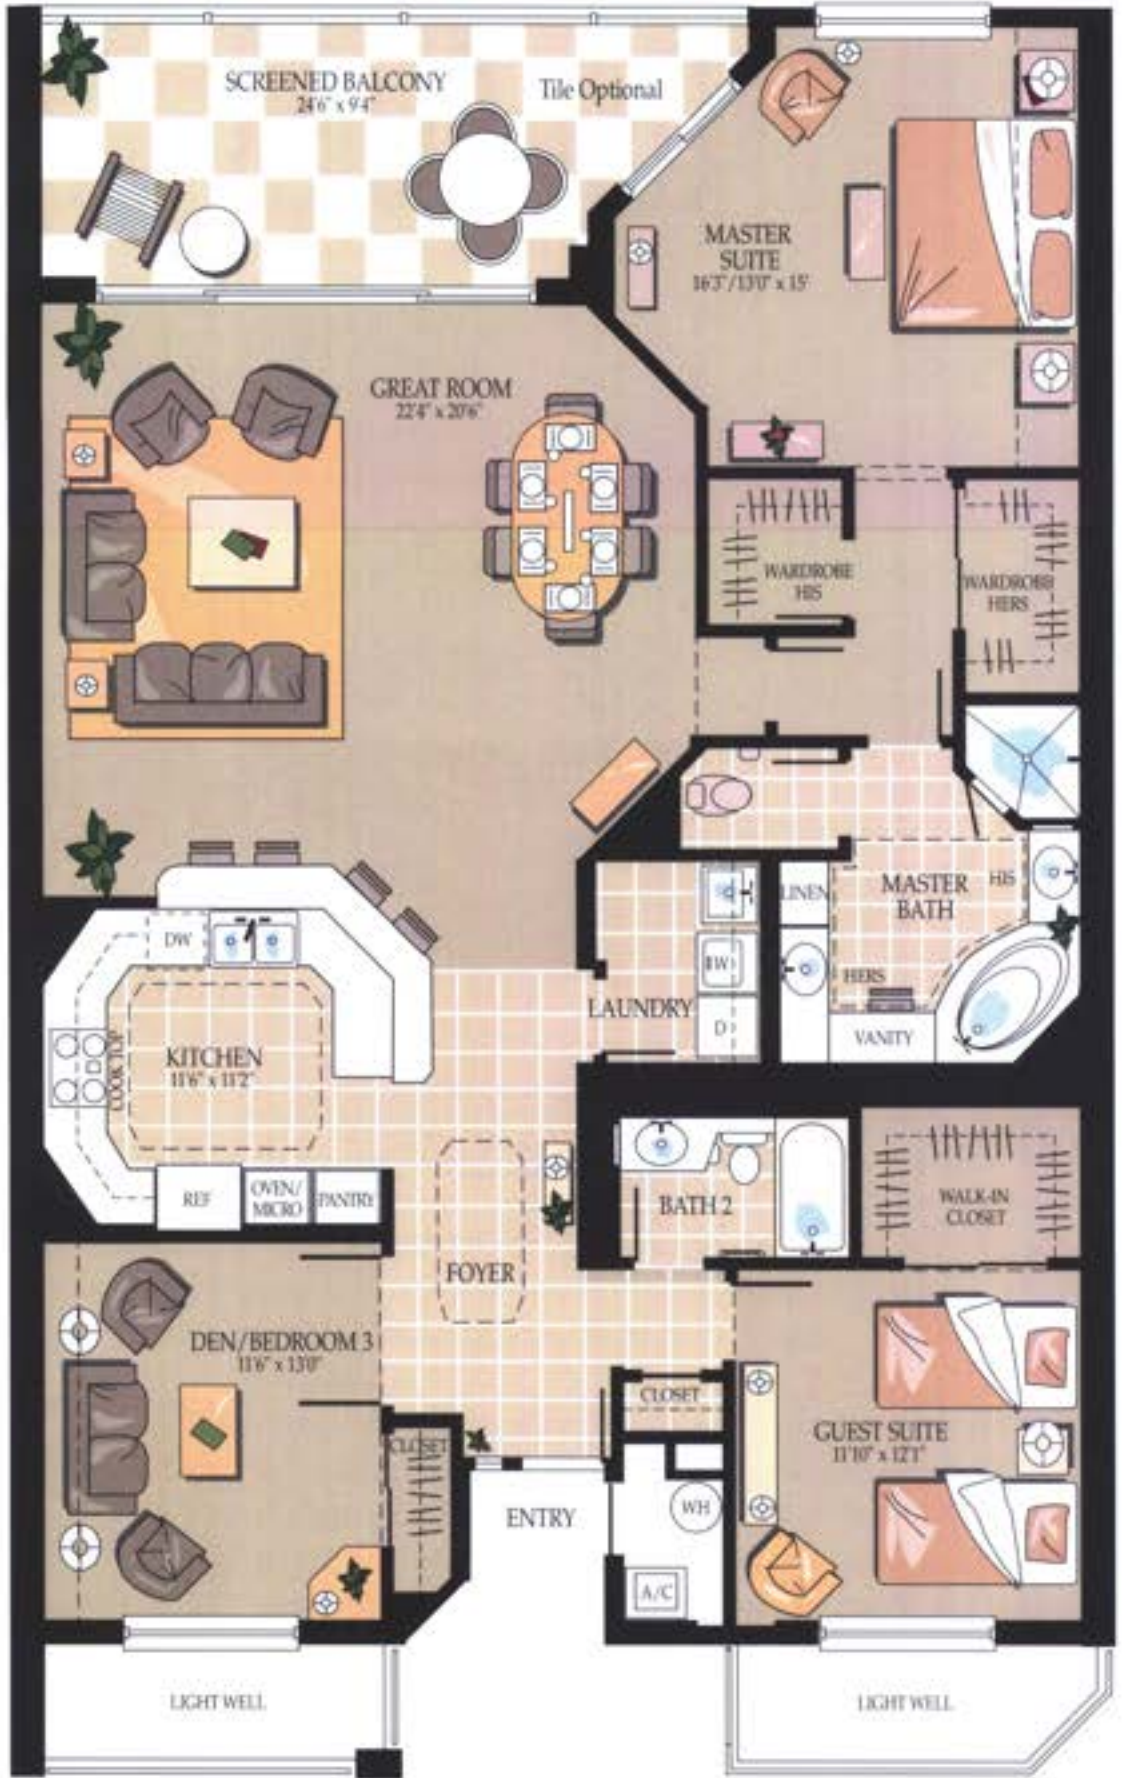 SCREENED BALCONY
24'6" x 9'4"
Tile Optional
MASTER
SUITE
16'3"/13'0" x 15'
GREAT ROOM
22'4" x 20'6"
WARDROBE
HIS
WARDROBE
HERS
LINEN
MASTER
BATH
HIS
HERS
VANITY
DW
W
D
LAUNDRY
COOK TOP
KITCHEN
11'6" x 11'2"
REF
OVEN/
MICRO
PANTRY
BATH 2
WALK-IN
CLOSET
FOYER
DEN/BEDROOM 3
11'6" x 13'0"
CLOSET
CLOSET
GUEST SUITE
11'10" x 12'1"
ENTRY
WH
A/C
LIGHT WELL
LIGHT WELL